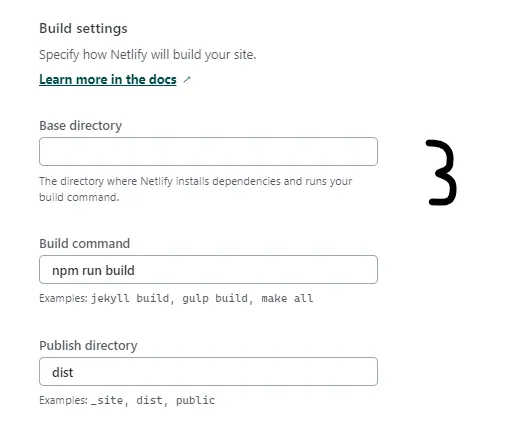 Build settings
Specify how Netlify will build your site.
Learn more in the docs ↗
Base directory
3
The directory where Netlify installs dependencies and runs your
build command.
Build command
npm run build
Examples: jekyll build, gulp build, make all
Publish directory
dist
Examples: _site, dist, public